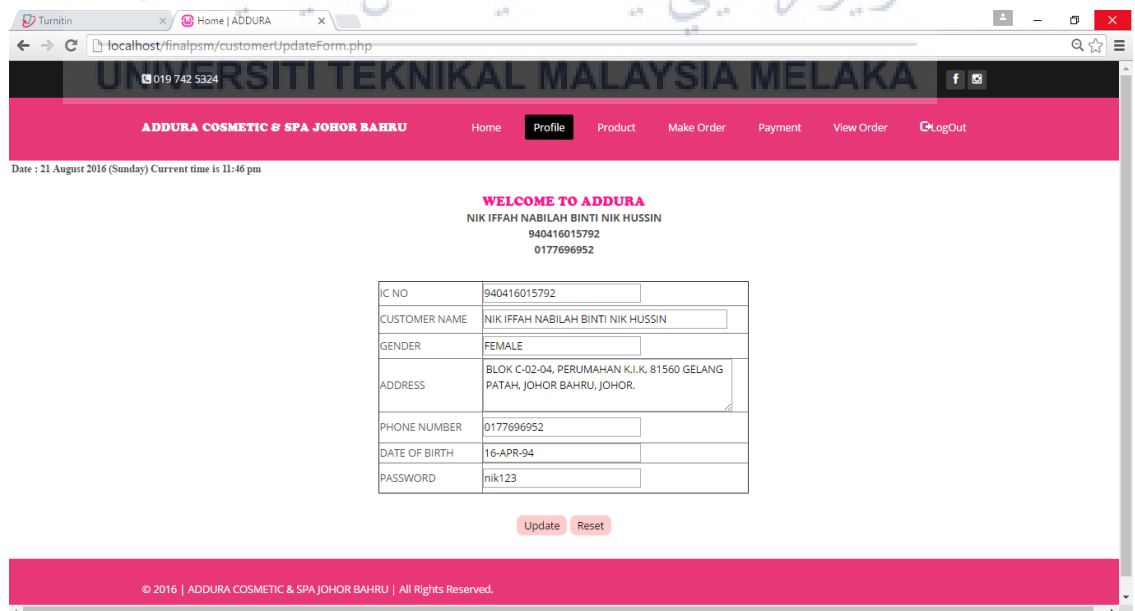 Turnitin
Home | ADDURA
localhost/finalpsm/customerUpdateForm.php
UNIVERSITI TEKNIKAL MALAYSIA MELAKA
019 742 5324
ADDURA COSMETIC & SPA JOHOR BAHRU Home Profile Product Make Order Payment View Order LogOut
Date : 21 August 2016 (Sunday) Current time is 11:46 pm
WELCOME TO ADDURA
NIK IFFAH NABILAH BINTI NIK HUSSIN
940416015792
0177696952
IC NO 940416015792
CUSTOMER NAME NIK IFFAH NABILAH BINTI NIK HUSSIN
GENDER FEMALE
ADDRESS BLOK C-02-04, PERUMAHAN K.I.K, 81560 GELANG
PATAH, JOHOR BAHRU, JOHOR.
PHONE NUMBER 0177696952
DATE OF BIRTH 16-APR-94
PASSWORD nik123
Update Reset
© 2016 | ADDURA COSMETIC & SPA JOHOR BAHRU | All Rights Reserved.